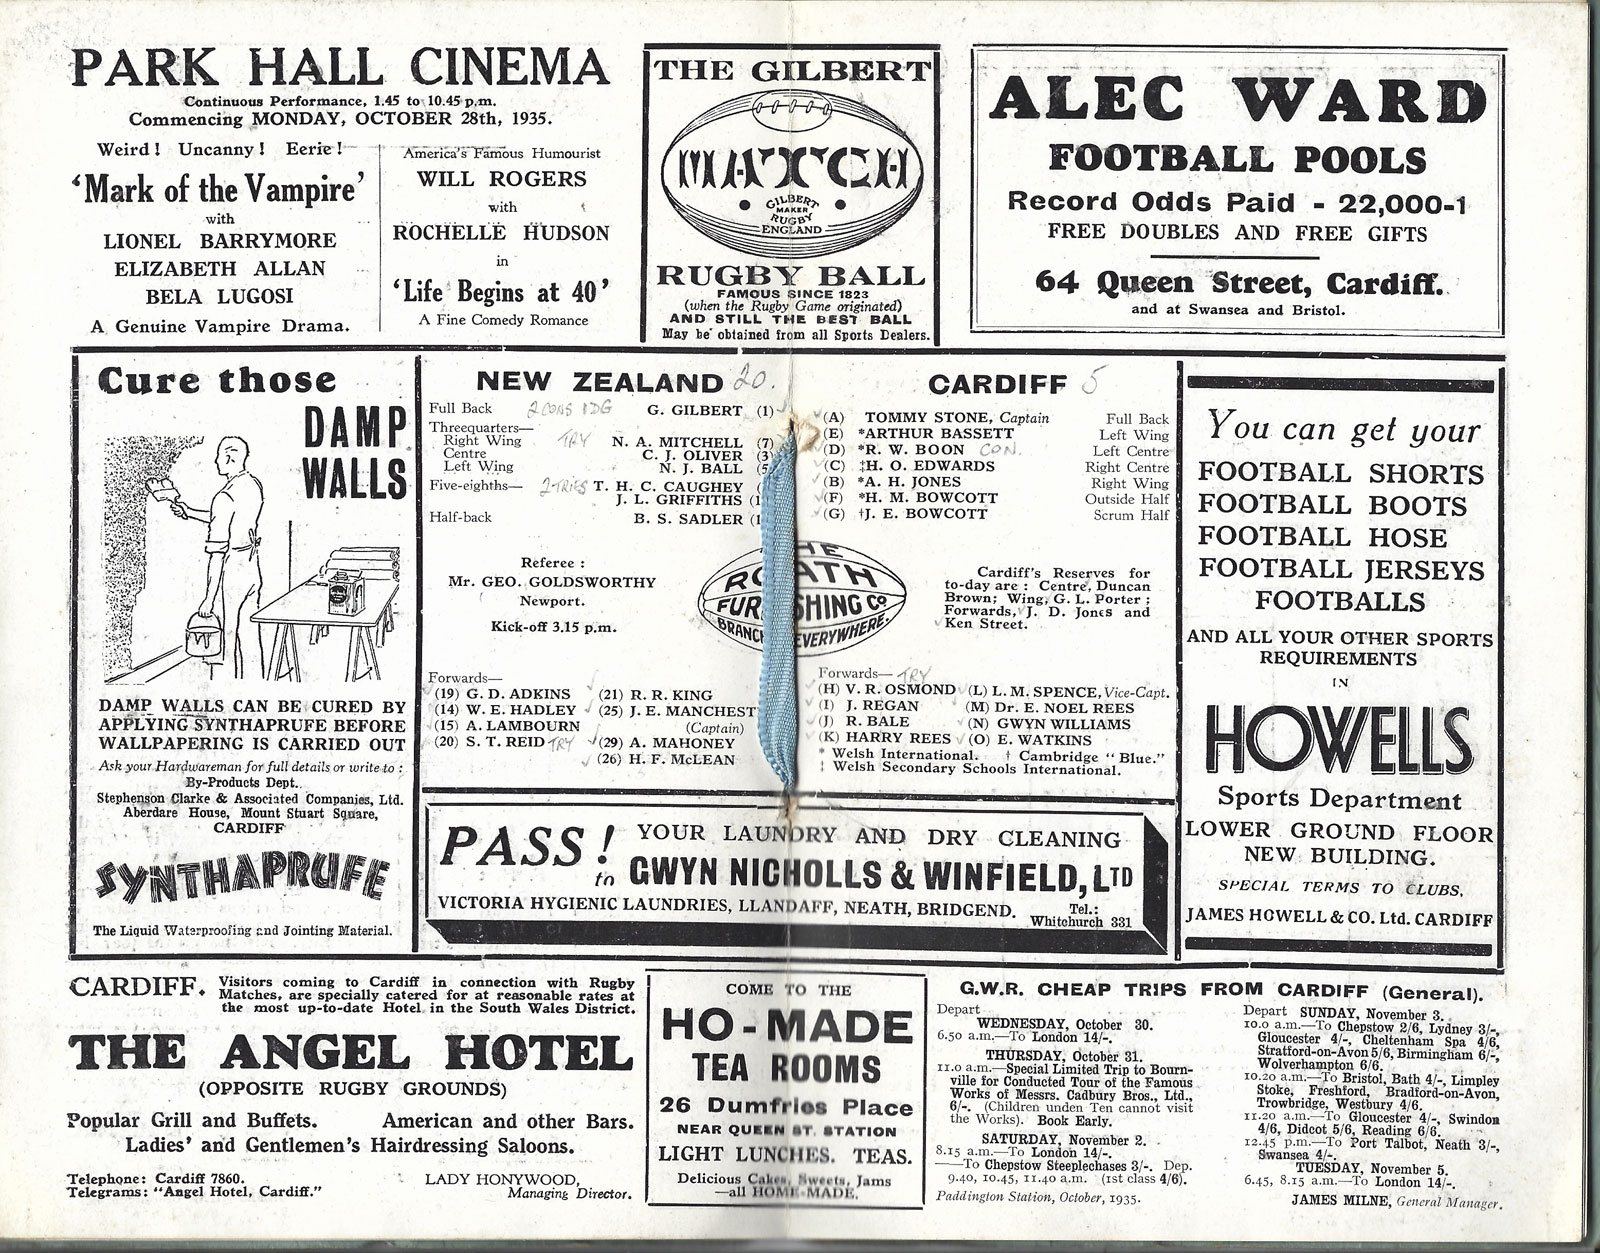 PARK HALL CINEMA
Continuous Performance, 1.45 to 10.45 p.m.
Commencing MONDAY, OCTOBER 28th, 1935.
Weird! Uncanny! Eerie!
'Mark of the Vampire'
with
LIONEL BARRYMORE
ELIZABETH ALLAN
BELA LUGOSI
A Genuine Vampire Drama.
America's Famous Humourist
WILL ROGERS
with
ROCHELLE HUDSON
in
'Life Begins at 40'
A Fine Comedy Romance
THE GILBERT
MATCH
GILBERT
MAKER
RUGBY
ENGLAND
RUGBY BALL
FAMOUS SINCE 1823
(when the Rugby Game originated)
AND STILL THE BEST BALL
May be obtained from all Sports Dealers.
ALEC WARD
FOOTBALL POOLS
Record Odds Paid - 22,000-1
FREE DOUBLES AND FREE GIFTS
64 Queen Street, Cardiff.
and at Swansea and Bristol.
Cure those
DAMP
WALLS
DAMP WALLS CAN BE CURED BY
APPLYING SYNTHAPRUFE BEFORE
WALLPAPERING IS CARRIED OUT
Ask your Hardwareman for full details or write to:
By-Products Dept.
Stephenson Clarke & Associated Companies, Ltd.
Aberdare House, Mount Stuart Square,
CARDIFF
SYNTHAPRUFE
The Liquid Waterproofing and Jointing Material.
NEW ZEALAND 20.
Full Back 2 CONS 1 DG G. GILBERT (1)
Threequarters—
Right Wing TRY N. A. MITCHELL (7)
Centre C. J. OLIVER (3)
Left Wing N. J. BALL (5
Five-eighths— 2 TRIES T. H. C. CAUGHEY (
J. L. GRIFFITHS (1
Half-back B. S. SADLER (1
Referee:
Mr. GEO. GOLDSWORTHY
Newport.
Kick-off 3.15 p.m.
Forwards—
(19) G. D. ADKINS (21) R. R. KING
(14) W. E. HADLEY (25) J. E. MANCHEST
(15) A. LAMBOURN (Captain)
(20) S. T. REID TRY (29) A. MAHONEY
(26) H. F. McLEAN
CARDIFF 5
(A) TOMMY STONE, Captain Full Back
(E) *ARTHUR BASSETT Left Wing
(D) *R. W. BOON CON. Left Centre
(C) ‡H. O. EDWARDS Right Centre
(B) *A. H. JONES Right Wing
(F) *H. M. BOWCOTT Outside Half
(G) †J. E. BOWCOTT Scrum Half
HE
RO ATH
FUR SHING Co
BRANCH EVERYWHERE.
Cardiff's Reserves for
to-day are: Centre, Duncan
Brown; Wing, G. L. Porter;
Forwards, J. D. Jones and
Ken Street.
Forwards— TRY
(H) V. R. OSMOND (L) L. M. SPENCE, Vice-Capt.
(I) J. REGAN (M) Dr. E. NOEL REES
(J) R. BALE (N) GWYN WILLIAMS
(K) HARRY REES (O) E. WATKINS
* Welsh International. † Cambridge "Blue."
‡ Welsh Secondary Schools International.
PASS! YOUR LAUNDRY AND DRY CLEANING
to GWYN NICHOLLS & WINFIELD, LTD
VICTORIA HYGIENIC LAUNDRIES, LLANDAFF, NEATH, BRIDGEND. Tel.:
Whitchurch 331
You can get your
FOOTBALL SHORTS
FOOTBALL BOOTS
FOOTBALL HOSE
FOOTBALL JERSEYS
FOOTBALLS
AND ALL YOUR OTHER SPORTS
REQUIREMENTS
IN
HOWELLS
Sports Department
LOWER GROUND FLOOR
NEW BUILDING.
SPECIAL TERMS TO CLUBS,
JAMES HOWELL & CO. Ltd. CARDIFF
CARDIFF. Visitors coming to Cardiff in connection with Rugby
Matches, are specially catered for at reasonable rates at
the most up-to-date Hotel in the South Wales District.
THE ANGEL HOTEL
(OPPOSITE RUGBY GROUNDS)
Popular Grill and Buffets. American and other Bars.
Ladies' and Gentlemen's Hairdressing Saloons.
Telephone: Cardiff 7860. LADY HONYWOOD,
Telegrams: "Angel Hotel, Cardiff." Managing Director.
COME TO THE
HO-MADE
TEA ROOMS
26 Dumfries Place
NEAR QUEEN ST. STATION
LIGHT LUNCHES. TEAS.
Delicious Cakes, Sweets, Jams
—all HOME-MADE.
G.W.R. CHEAP TRIPS FROM CARDIFF (General).
Depart
WEDNESDAY, October 30.
6.50 a.m.—To London 14/-.
THURSDAY, October 31.
11.0 a.m.—Special Limited Trip to Bourn-
ville for Conducted Tour of the Famous
Works of Messrs. Cadbury Bros., Ltd.,
6/-. (Children under Ten cannot visit
the Works). Book Early.
SATURDAY, November 2.
8.15 a.m.—To London 14/-.
—To Chepstow Steeplechases 3/-. Dep.
9.40, 10.45, 11.40 a.m. (1st class 4/6).
Paddington Station, October, 1935.
Depart SUNDAY, November 3.
10.0 a.m.—To Chepstow 2/6, Lydney 3/-,
Gloucester 4/-, Cheltenham Spa 4/6,
Stratford-on-Avon 5/6, Birmingham 6/-,
Wolverhampton 6/6.
10.20 a.m.—To Bristol, Bath 4/-, Limpley
Stoke, Freshford, Bradford-on-Avon,
Trowbridge, Westbury 4/6.
11.20 a.m.—To Gloucester 4/-, Swindon
4/6, Didcot 5/6, Reading 6/6.
12.45 p.m.—To Port Talbot, Neath 3/-,
Swansea 4/-.
TUESDAY, November 5.
6.45, 8.15 a.m.—To London 14/-.
JAMES MILNE, General Manager.